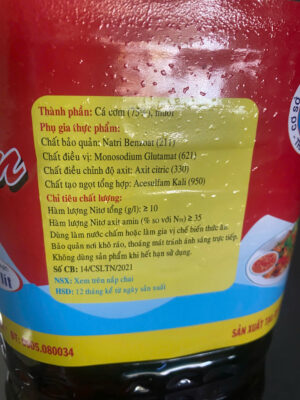 Thành phần: Cá cơm (75%), muối
Phụ gia thực phẩm:
Chất bảo quản: Natri Benzoat (211)
Chất điều vị: Monosodium Glutamat (621)
Chất điều chỉnh độ axit: Axit citric (330)
Chất tạo ngọt tổng hợp: Acesulfam Kali (950)
Chỉ tiêu chất lượng:
Hàm lượng Nitơ tổng (g/l): ≥ 10
Hàm lượng Nitơ axit amin (% so với Nts) ≥ 35
Dùng làm nước chấm hoặc làm gia vị chế biến thức ăn.
Bảo quản nơi khô ráo, thoáng mát tránh ánh sáng trực tiếp.
Không dùng sản phẩm khi hết hạn sử dụng.
Số CB: 14/CSLTN/2021
NSX: Xem trên nắp chai
HSD: 12 tháng kể từ ngày sản xuất
lít
05.080034
SẢN XUẤT TẠI